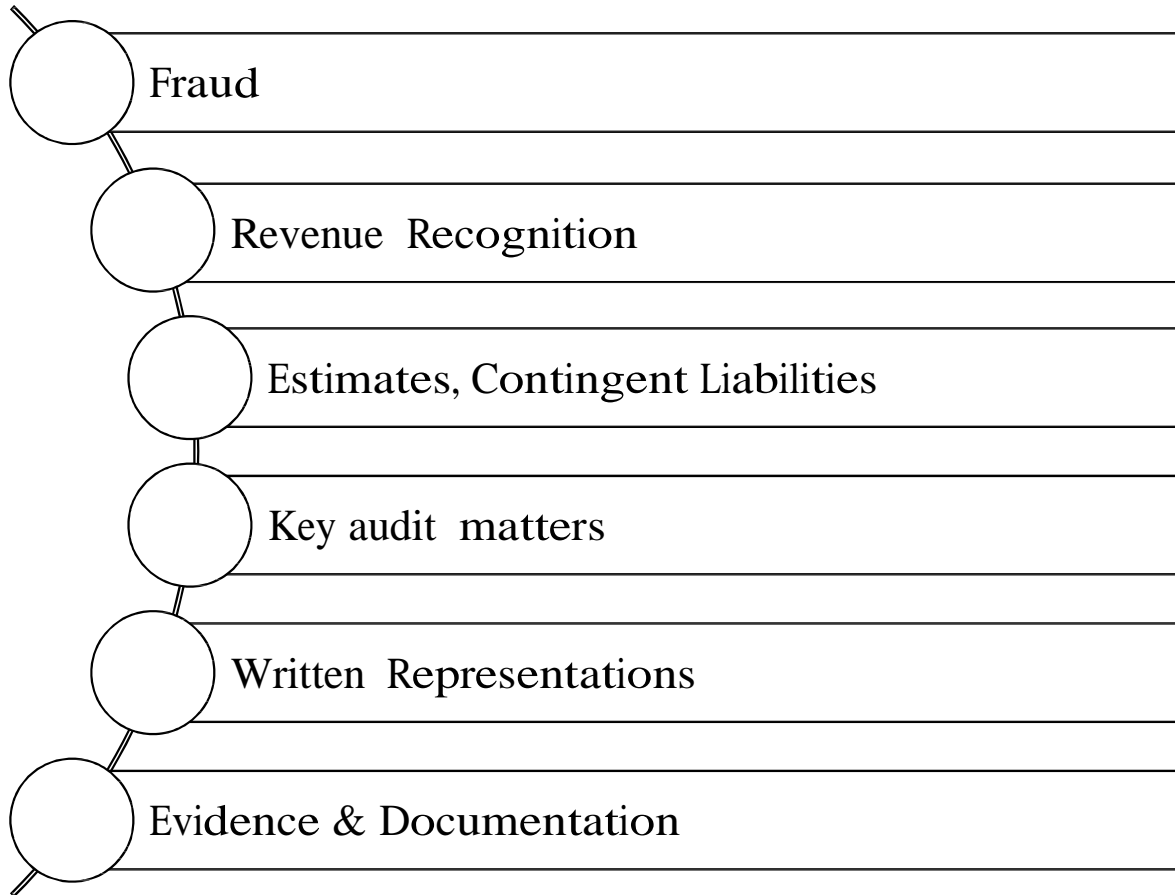 Fraud
Revenue Recognition
Estimates, Contingent Liabilities
Key audit matters
Written Representations
Evidence & Documentation